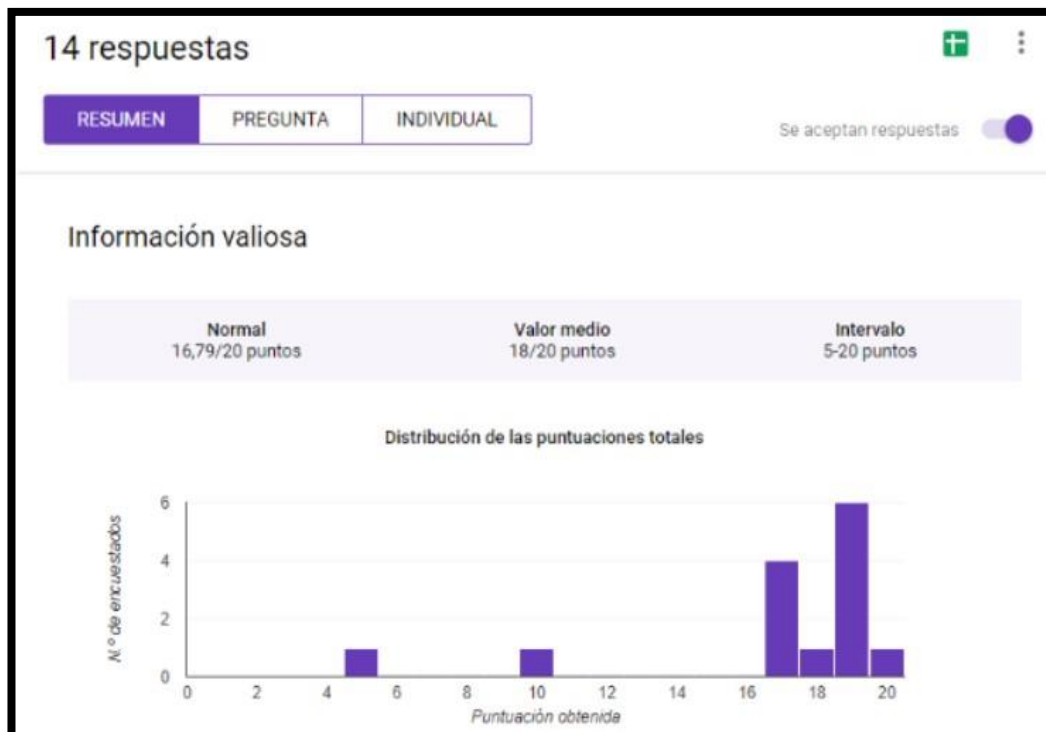 14 respuestas
RESUMEN PREGUNTA INDIVIDUAL
Se aceptan respuestas
Información valiosa
Normal Valor medio Intervalo
16,79/20 puntos 18/20 puntos 5-20 puntos
Distribución de las puntuaciones totales
N.º de encuestados
6
4
2
0
0 2 4 6 8 10 12 14 16 18 20
Puntuación obtenida